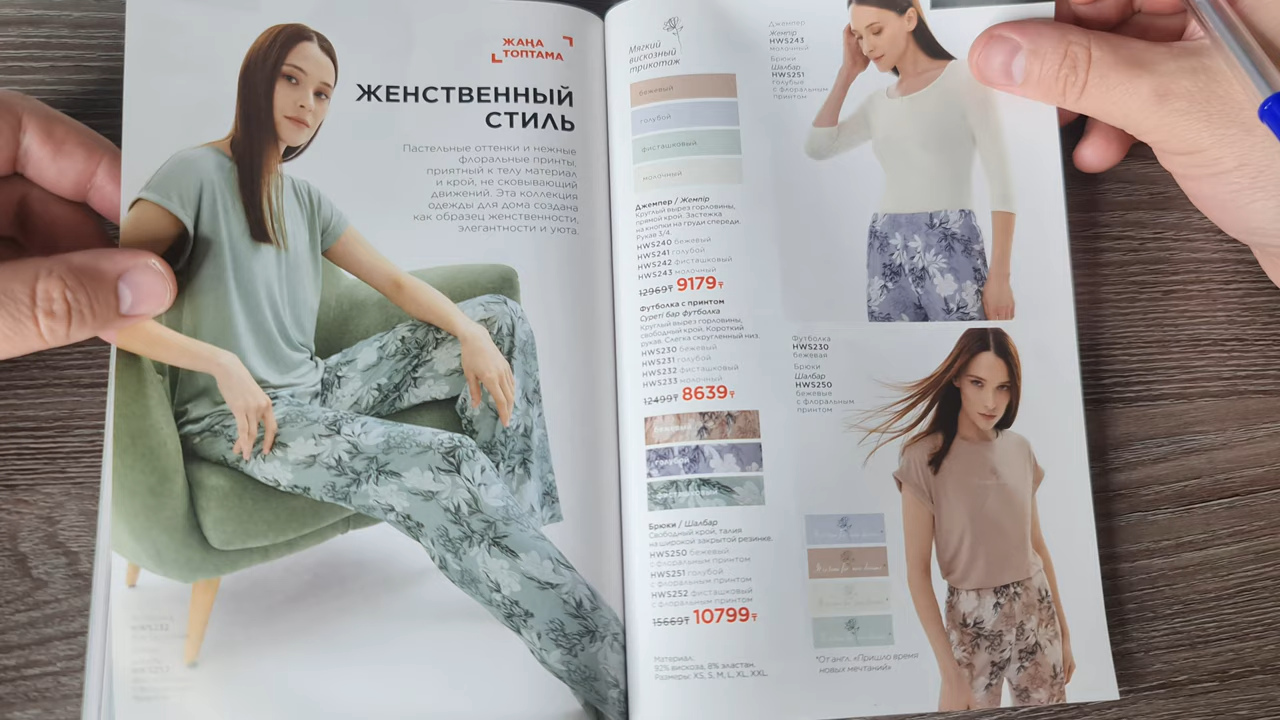 ЖАҢА
ТОПТАМА
ЖЕНСТВЕННЫЙ
СТИЛЬ
Пастельные оттенки и нежные
флоральные принты,
приятный к телу материал
и крой, не сковывающий
движений. Эта коллекция
одежды для дома создана
как образец женственности,
элегантности и уюта.
Мягкий
вискозный
трикотаж
бежевый
голубой
фисташковый
молочный
Джемпер / Жемпір
Круглый вырез горловины,
прямой крой. Застежка
на кнопки на груди спереди.
Рукав 3/4.
HWS240 бежевый
HWS241 голубой
HWS242 фисташковый
HWS243 молочный
12969₸ 9179₸
Футболка с принтом
Суреті бар футболка
Круглый вырез горловины,
свободный крой. Короткий
рукав. Слегка скругленный низ.
HWS230 бежевый
HWS231 голубой
HWS232 фисташковый
HWS233 молочный
12499₸ 8639₸
бежевый
голубой
фисташковый
Брюки / Шалбар
Свободный крой, талия
на широкой закрытой резинке.
HWS250 бежевый
с флоральным принтом
HWS251 голубой
с флоральным принтом
HWS252 фисташковый
с флоральным принтом
15669₸ 10799₸
Материал:
92% вискоза, 8% эластан.
Размеры: XS, S, M, L, XL, XXL
Джемпер
Жемпір
HWS243
молочный
Брюки
Шалбар
HWS251
голубые
с флоральным
принтом
Футболка
HWS230
бежевая
Брюки
Шалбар
HWS250
бежевые
с флоральным
принтом
*От англ. «Пришло время
новых мечтаний»